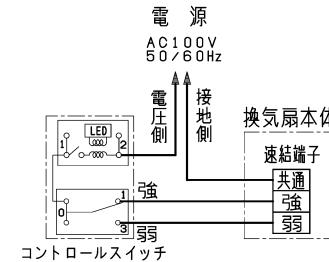 電源
AC100V
50/60Hz
電圧側
接地側
換気扇本体
速結端子
共通
強
弱
LED
1
2
0
1
3
強
弱
コントロールスイッチ